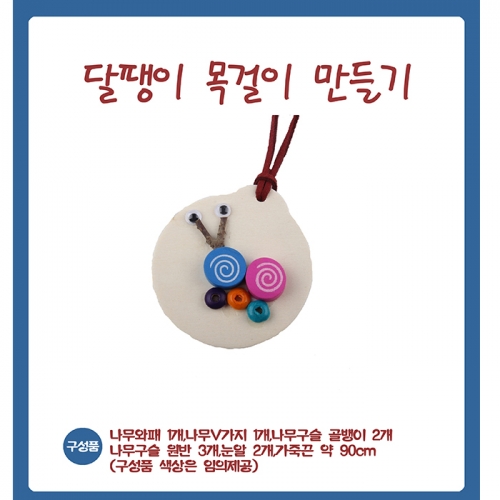 달팽이 목걸이 만들기
구성품
나무와패 1개,나무V가지 1개,나무구슬 골뱅이 2개
나무구슬 원반 3개,눈알 2개,가죽끈 약 90cm
(구성품 색상은 임의제공)